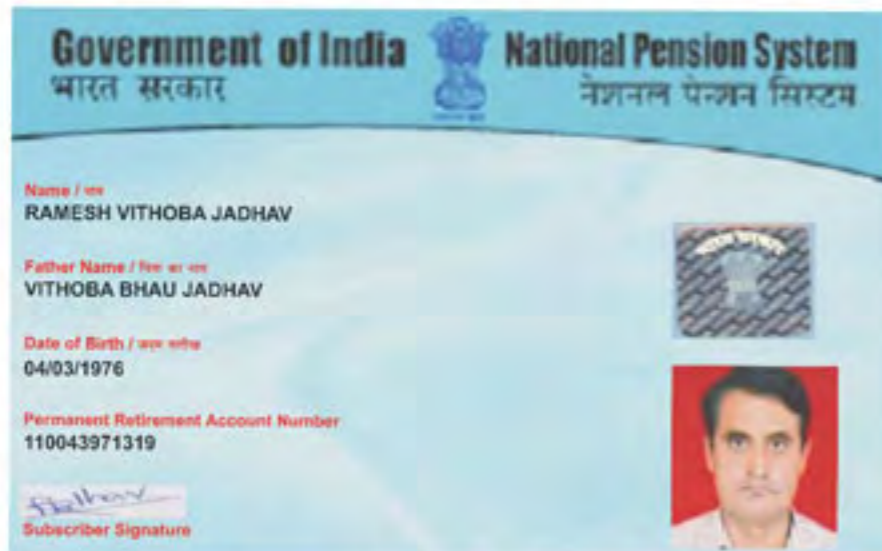 Government of India
National Pension System
भारत सरकार
नेशनल पेन्शन सिस्टम
Name / नाम
RAMESH VITHOBA JADHAV
Father Name / पिता का नाम
VITHOBA BHAU JADHAV
Date of Birth / जन्म तारीख
04/03/1976
Permanent Retirement Account Number
110043971319
Subscriber Signature